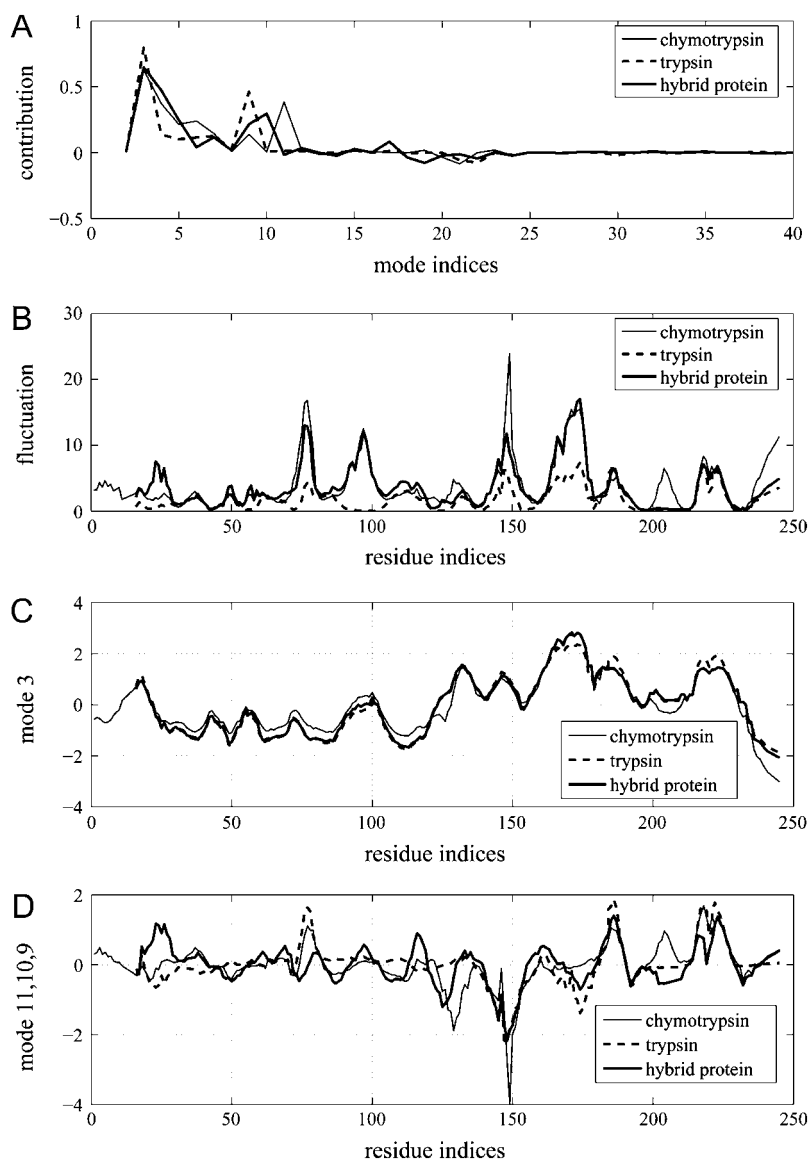 A
1
0.5
0
−0.5
contribution
chymotrypsin
trypsin
hybrid protein
0 5 10 15 20 25 30 35 40
mode indices
B
30
20
10
0
fluctuation
chymotrypsin
trypsin
hybrid protein
0 50 100 150 200 250
residue indices
C
4
2
0
−2
−4
mode 3
chymotrypsin
trypsin
hybrid protein
0 50 100 150 200 250
residue indices
D
2
0
−2
−4
mode 11,10,9
chymotrypsin
trypsin
hybrid protein
0 50 100 150 200 250
residue indices